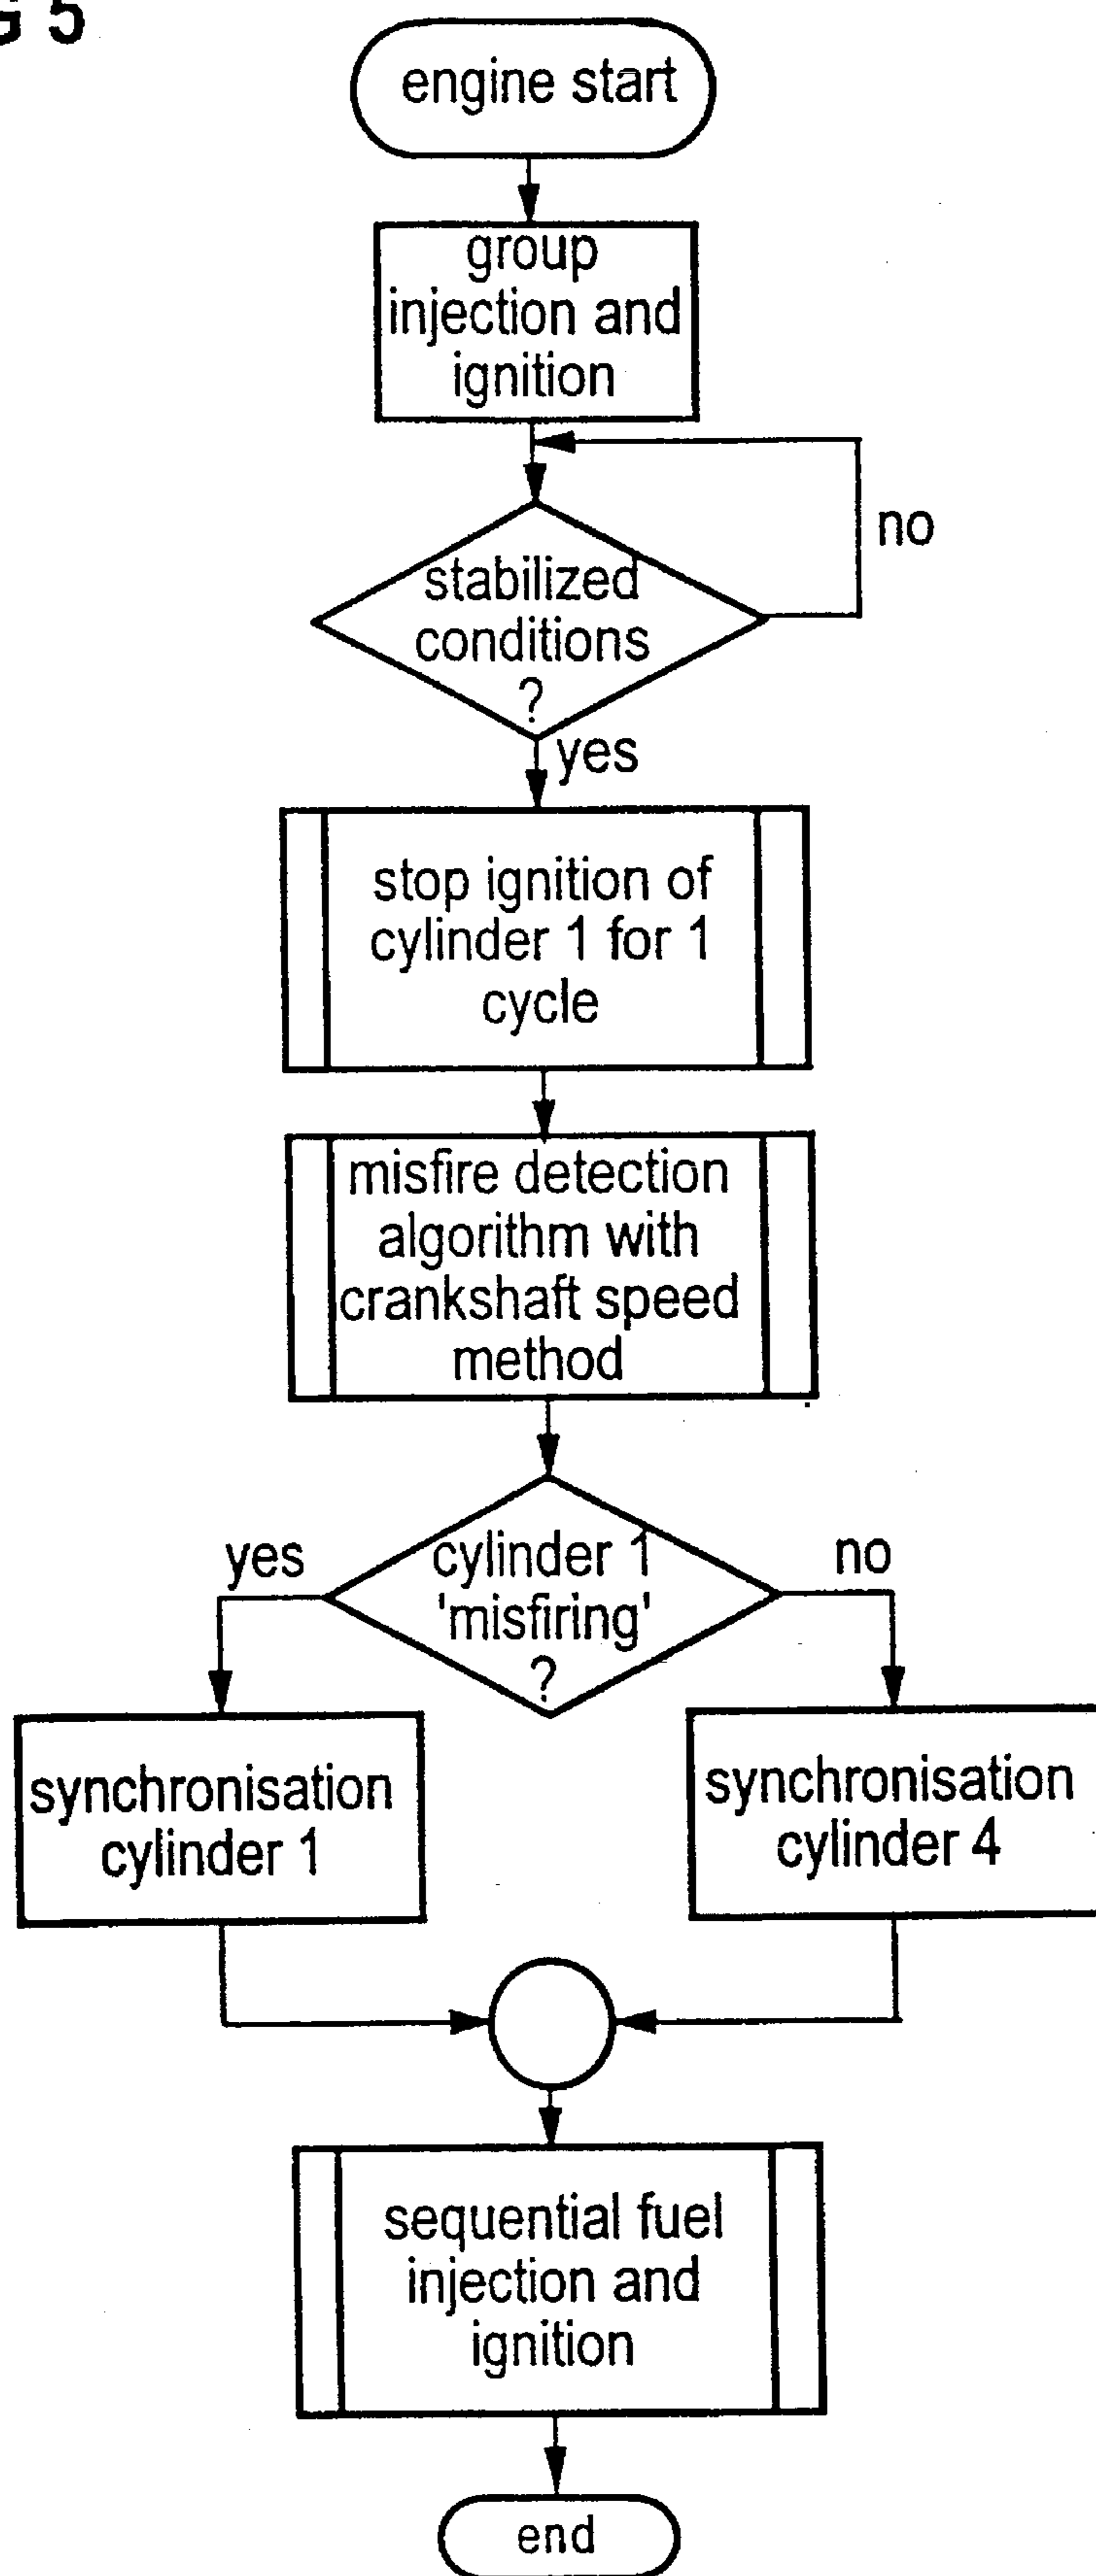 G 5
engine start
group
injection and
ignition
no
stabilized
conditions
?
yes
stop ignition of
cylinder 1 for 1
cycle
misfire detection
algorithm with
crankshaft speed
method
yes
cylinder 1
'misfiring'
?
no
synchronisation
cylinder 1
synchronisation
cylinder 4
sequential fuel
injection and
ignition
end